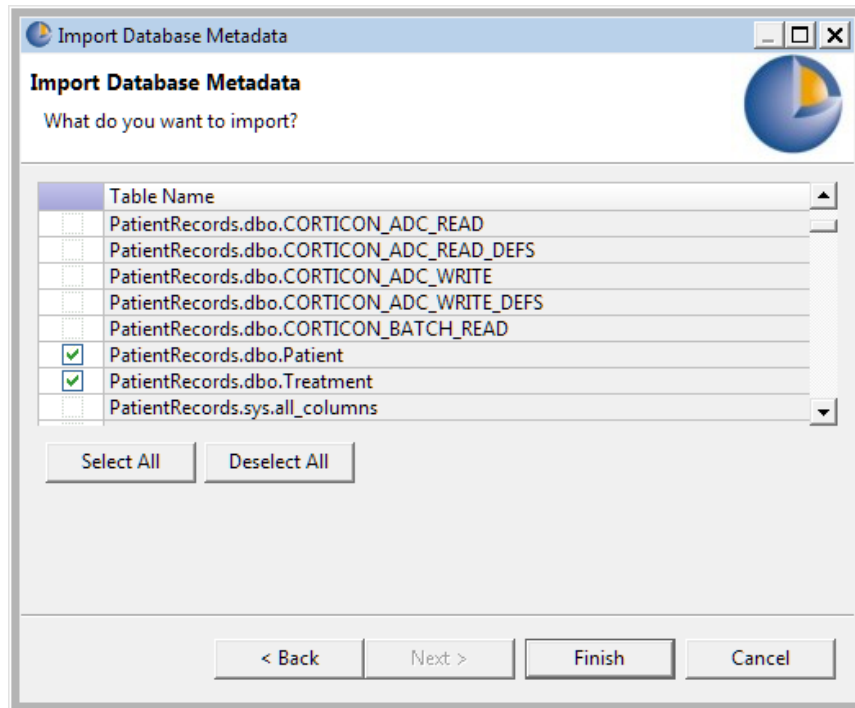 Import Database Metadata
Import Database Metadata
What do you want to import?
Table Name
PatientRecords.dbo.CORTICON_ADC_READ
PatientRecords.dbo.CORTICON_ADC_READ_DEFS
PatientRecords.dbo.CORTICON_ADC_WRITE
PatientRecords.dbo.CORTICON_ADC_WRITE_DEFS
PatientRecords.dbo.CORTICON_BATCH_READ
PatientRecords.dbo.Patient
PatientRecords.dbo.Treatment
PatientRecords.sys.all_columns
Select All Deselect All
< Back Next > Finish Cancel